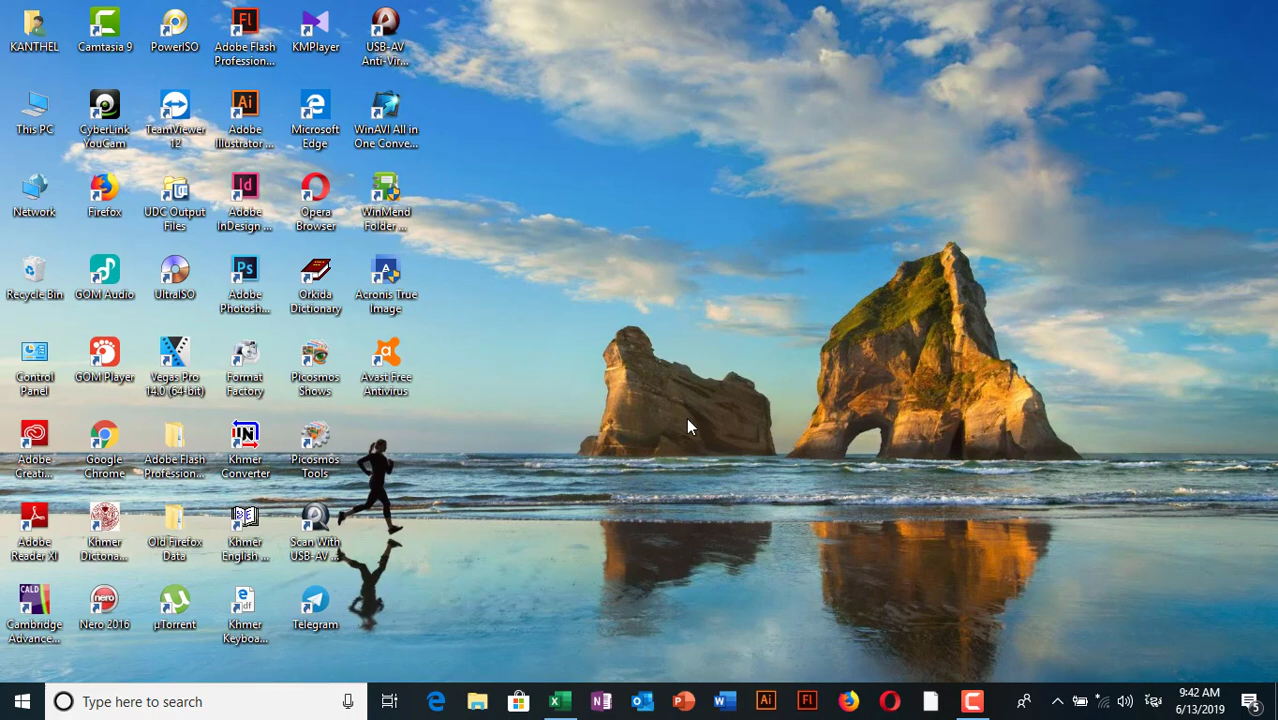 KANTHEL
Camtasia 9
PowerISO
Adobe Flash
Profession...
KMPlayer
USB-AV
Anti-Vir...
This PC
CyberLink
YouCam
TeamViewer
12
Adobe
Illustrator ...
Microsoft
Edge
WinAVI All in
One Conve...
Network
Firefox
UDC Output
Files
Adobe
InDesign ...
Opera
Browser
WinMend
Folder ...
Recycle Bin
GOM Audio
UltraISO
Adobe
Photosh...
Orkida
Dictionary
Acronis True
Image
Control
Panel
GOM Player
Vegas Pro
14.0 (64-bit)
Format
Factory
Picosmos
Shows
Avast Free
Antivirus
Adobe
Creati...
Google
Chrome
Adobe Flash
Profession...
Khmer
Converter
Picosmos
Tools
Adobe
Reader XI
Khmer
Dictona...
Old Firefox
Data
Khmer
English ...
Scan With
USB-AV ...
Cambridge
Advance...
Nero 2016
µTorrent
Khmer
Keyboa...
Telegram
Type here to search
9:42 AM
6/13/2019
5